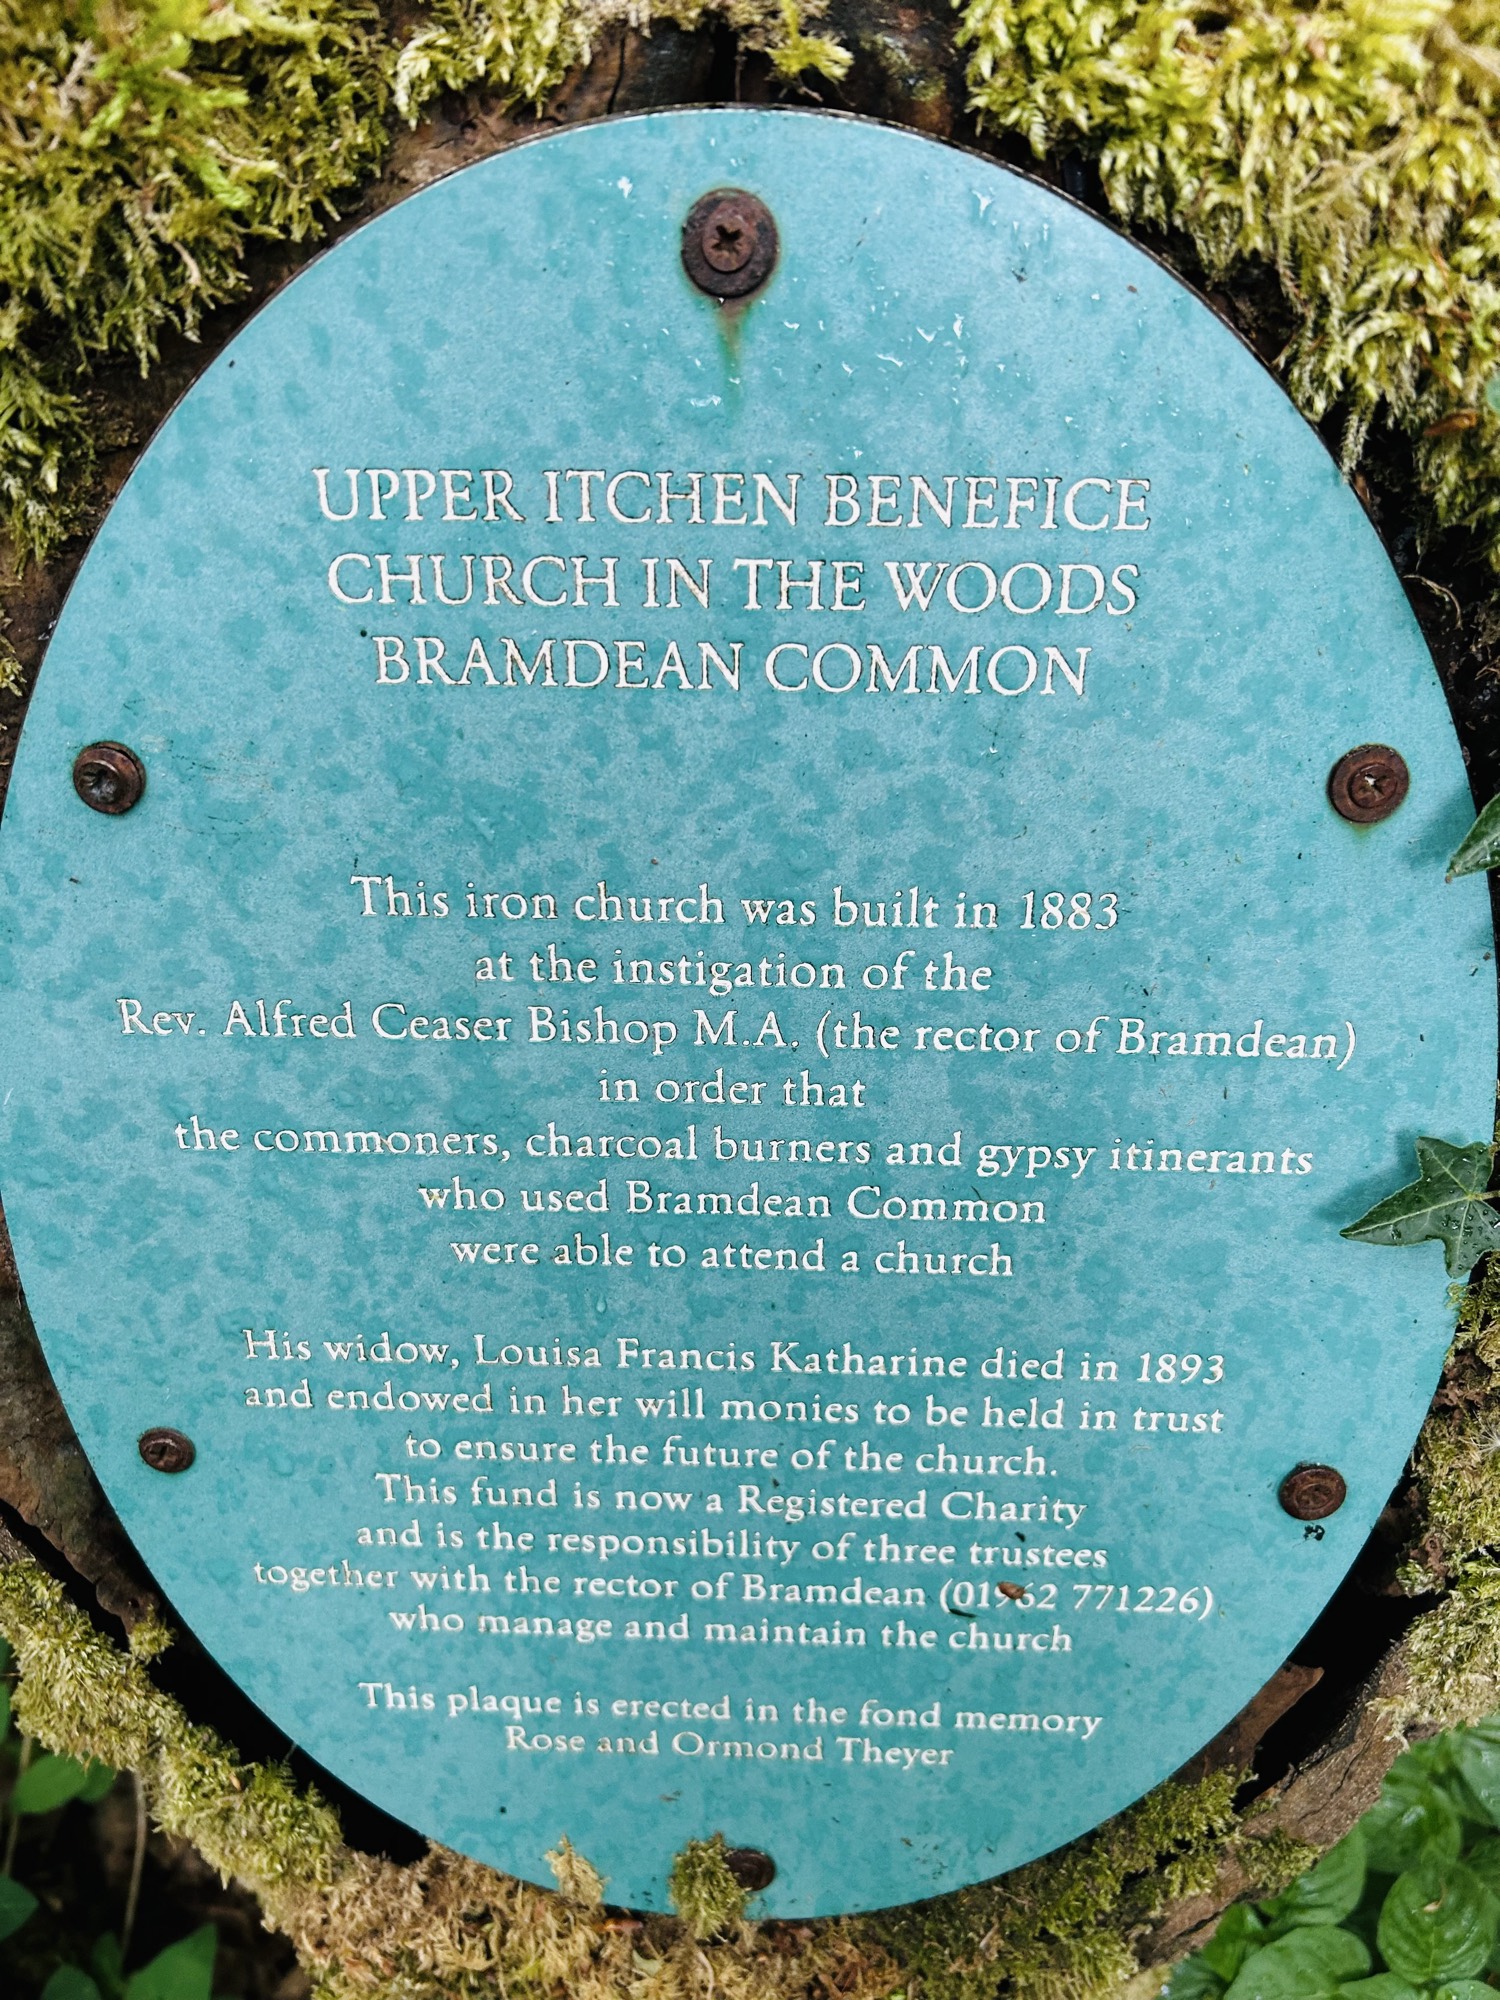 UPPER ITCHEN BENEFICE
CHURCH IN THE WOODS
BRAMDEAN COMMON
This iron church was built in 1883
at the instigation of the
Rev. Alfred Ceaser Bishop M.A. (the rector of Bramdean)
in order that
the commoners, charcoal burners and gypsy itinerants
who used Bramdean Common
were able to attend a church
His widow, Louisa Francis Katharine died in 1893
and endowed in her will monies to be held in trust
to ensure the future of the church.
This fund is now a Registered Charity
and is the responsibility of three trustees
together with the rector of Bramdean (01962 771226)
who manage and maintain the church
This plaque is erected in the fond memory
Rose and Ormond Theyer